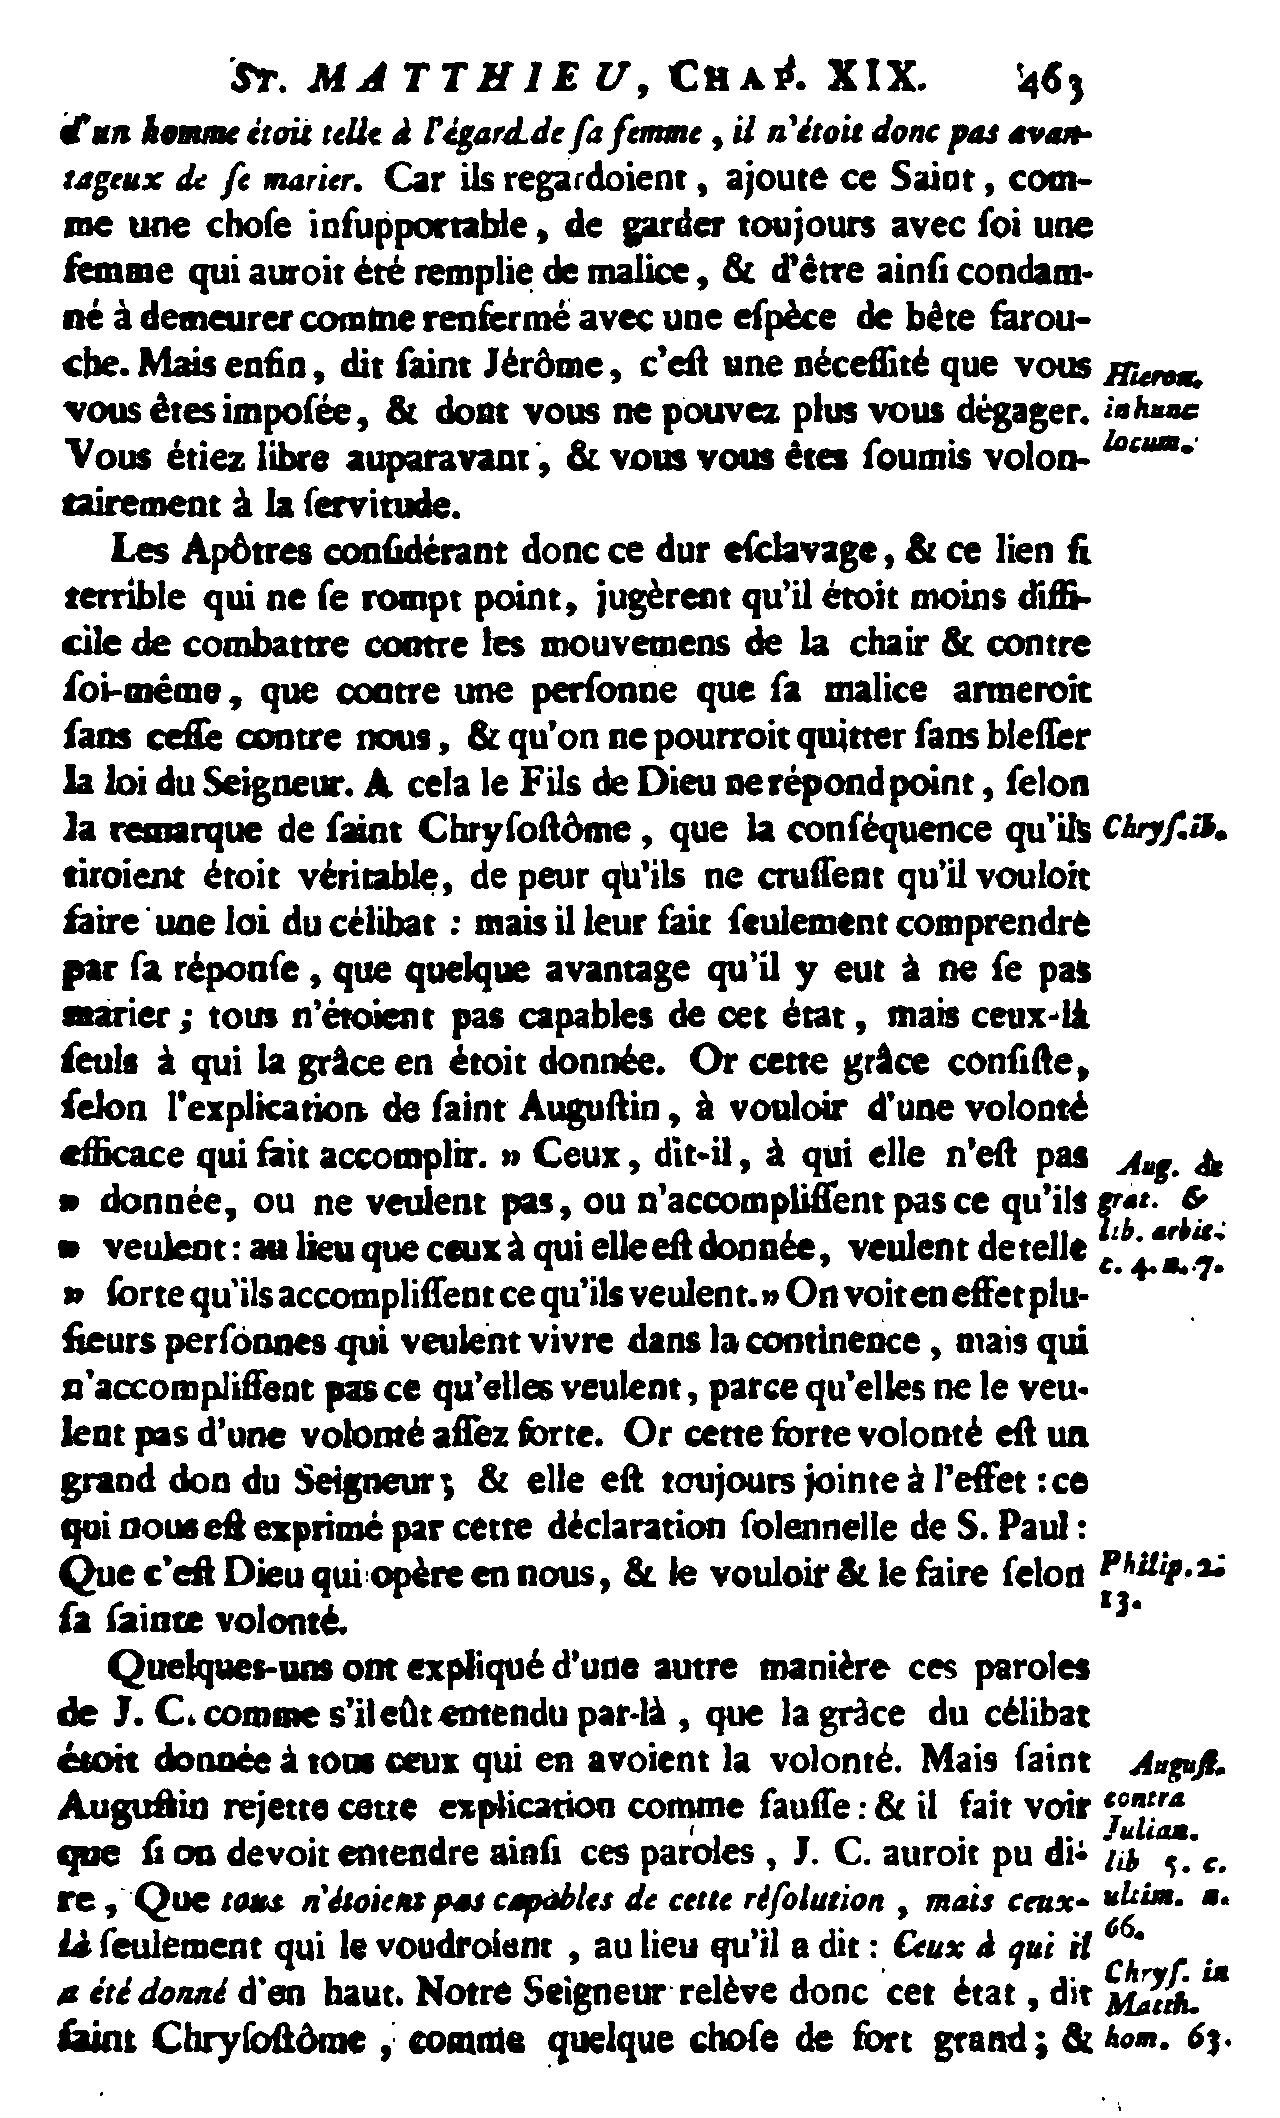 ST. MATTHIEU, CHAP. XIX. 463
d'un homme étoit telle à l'égard de ſa femme, il n'étoit donc pas avan-
tageux de ſe marier. Car ils regardoient, ajoute ce Saint, com-
me une choſe inſupportable, de garder toujours avec ſoi une
femme qui auroit été remplie de malice, & d'être ainſi condam-
né à demeurer comme renfermé avec une eſpèce de bête farou-
che. Mais enfin, dit ſaint Jérôme, c'eſt une néceſſité que vous
vous êtes impoſée, & dont vous ne pouvez plus vous dégager.
Vous étiez libre auparavant, & vous vous êtes ſoumis volon-
tairement à la ſervitude.
Hieron.
in hunc
locum.
Les Apôtres conſidérant donc ce dur eſclavage, & ce lien ſi
terrible qui ne ſe rompt point, jugèrent qu'il étoit moins diffi-
cile de combattre contre les mouvemens de la chair & contre
ſoi-même, que contre une perſonne que ſa malice armeroit
ſans ceſſe contre nous, & qu'on ne pourroit quitter ſans bleſſer
la loi du Seigneur. A cela le Fils de Dieu ne répond point, ſelon
la remarque de ſaint Chryſoſtôme, que la conſéquence qu'ils
tiroient étoit véritable, de peur qu'ils ne cruſſent qu'il vouloit
faire une loi du célibat : mais il leur fait ſeulement comprendre
par ſa réponſe, que quelque avantage qu'il y eut à ne ſe pas
marier ; tous n'étoient pas capables de cet état, mais ceux-là
ſeuls à qui la grâce en étoit donnée. Or cette grâce conſiſte,
ſelon l'explication de ſaint Auguſtin, à vouloir d'une volonté
efficace qui fait accomplir. » Ceux, dit-il, à qui elle n'eſt pas
» donnée, ou ne veulent pas, ou n'accompliſſent pas ce qu'ils
» veulent : au lieu que ceux à qui elle eſt donnée, veulent de telle
» ſorte qu'ils accompliſſent ce qu'ils veulent. » On voit en effet plu-
ſieurs perſonnes qui veulent vivre dans la continence, mais qui
n'accompliſſent pas ce qu'elles veulent, parce qu'elles ne le veu-
lent pas d'une volonté aſſez forte. Or cette forte volonté eſt un
grand don du Seigneur ; & elle eſt toujours jointe à l'effet : ce
qui nous eſt exprimé par cette déclaration ſolennelle de S. Paul :
Que c'eſt Dieu qui opère en nous, & le vouloir & le faire ſelon
ſa ſainte volonté.
Chryſ. ib.
Aug. de
grat. &
lib. arbit.
c. 4. n. 7.
Philip. 2.
13.
Quelques-uns ont expliqué d'une autre manière ces paroles
de J. C. comme s'il eût entendu par-là, que la grâce du célibat
étoit donnée à tous ceux qui en avoient la volonté. Mais ſaint
Auguſtin rejette cette explication comme fauſſe : & il fait voir
que ſi on devoit entendre ainſi ces paroles, J. C. auroit pu di-
re, Que tous n'étoient pas capables de cette réſolution, mais ceux-
là ſeulement qui le voudroient, au lieu qu'il a dit : Ceux à qui il
a été donné d'en haut. Notre Seigneur relève donc cet état, dit
ſaint Chryſoſtôme, comme quelque choſe de fort grand ; &
Auguſt.
contra
Julian.
lib 5. c.
ultim. n.
66.
Chryſ. in
Matth.
hom. 63.